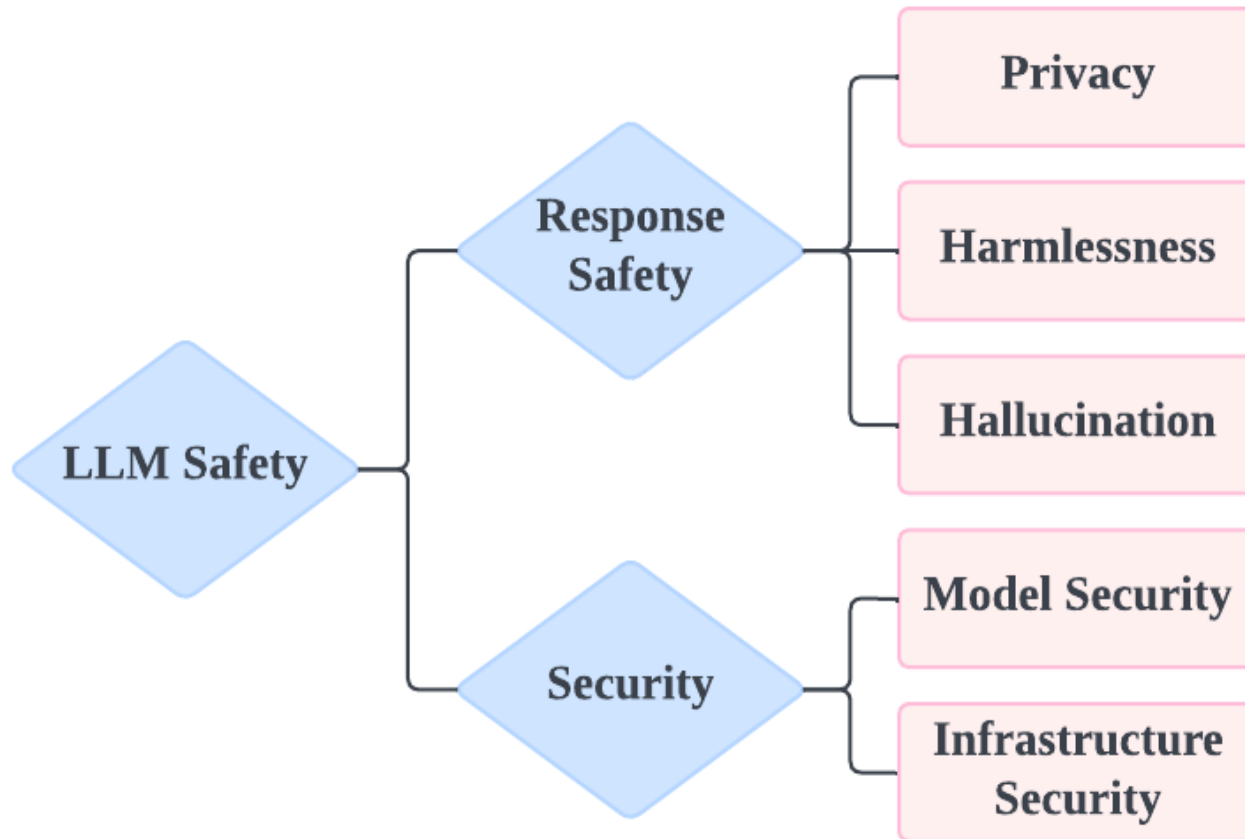 Privacy
Response
Safety
Harmlessness
Hallucination
LLM Safety
Model Security
Security
Infrastructure
Security